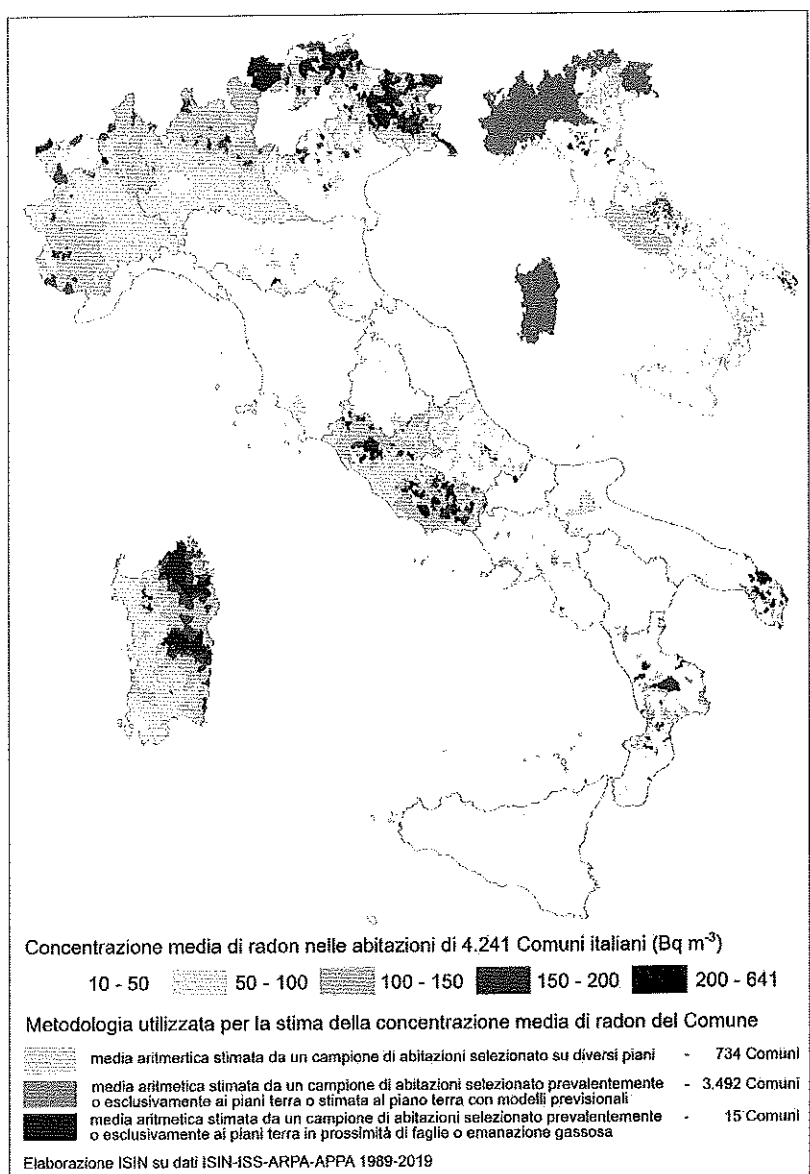 Concentrazione media di radon nelle abitazioni di 4.241 Comuni italiani (Bq m⁻³)
10 - 50 50 - 100 100 - 150 150 - 200 200 - 641
Metodologia utilizzata per la stima della concentrazione media di radon del Comune
media aritmertica stimata da un campione di abitazioni selezionato su diversi piani - 734 Comuni
media aritmetica stimata da un campione di abitazioni selezionato prevalentemente - 3.492 Comuni
o esclusivamente ai piani terra o stimata al piano terra con modelli previsionali
media aritmetica stimata da un campione di abitazioni selezionato prevalentemente - 15 Comuni
o esclusivamente ai piani terra in prossimità di faglie o emanazione gassosa
Elaborazione ISIN su dati ISIN-ISS-ARPA-APPA 1989-2019